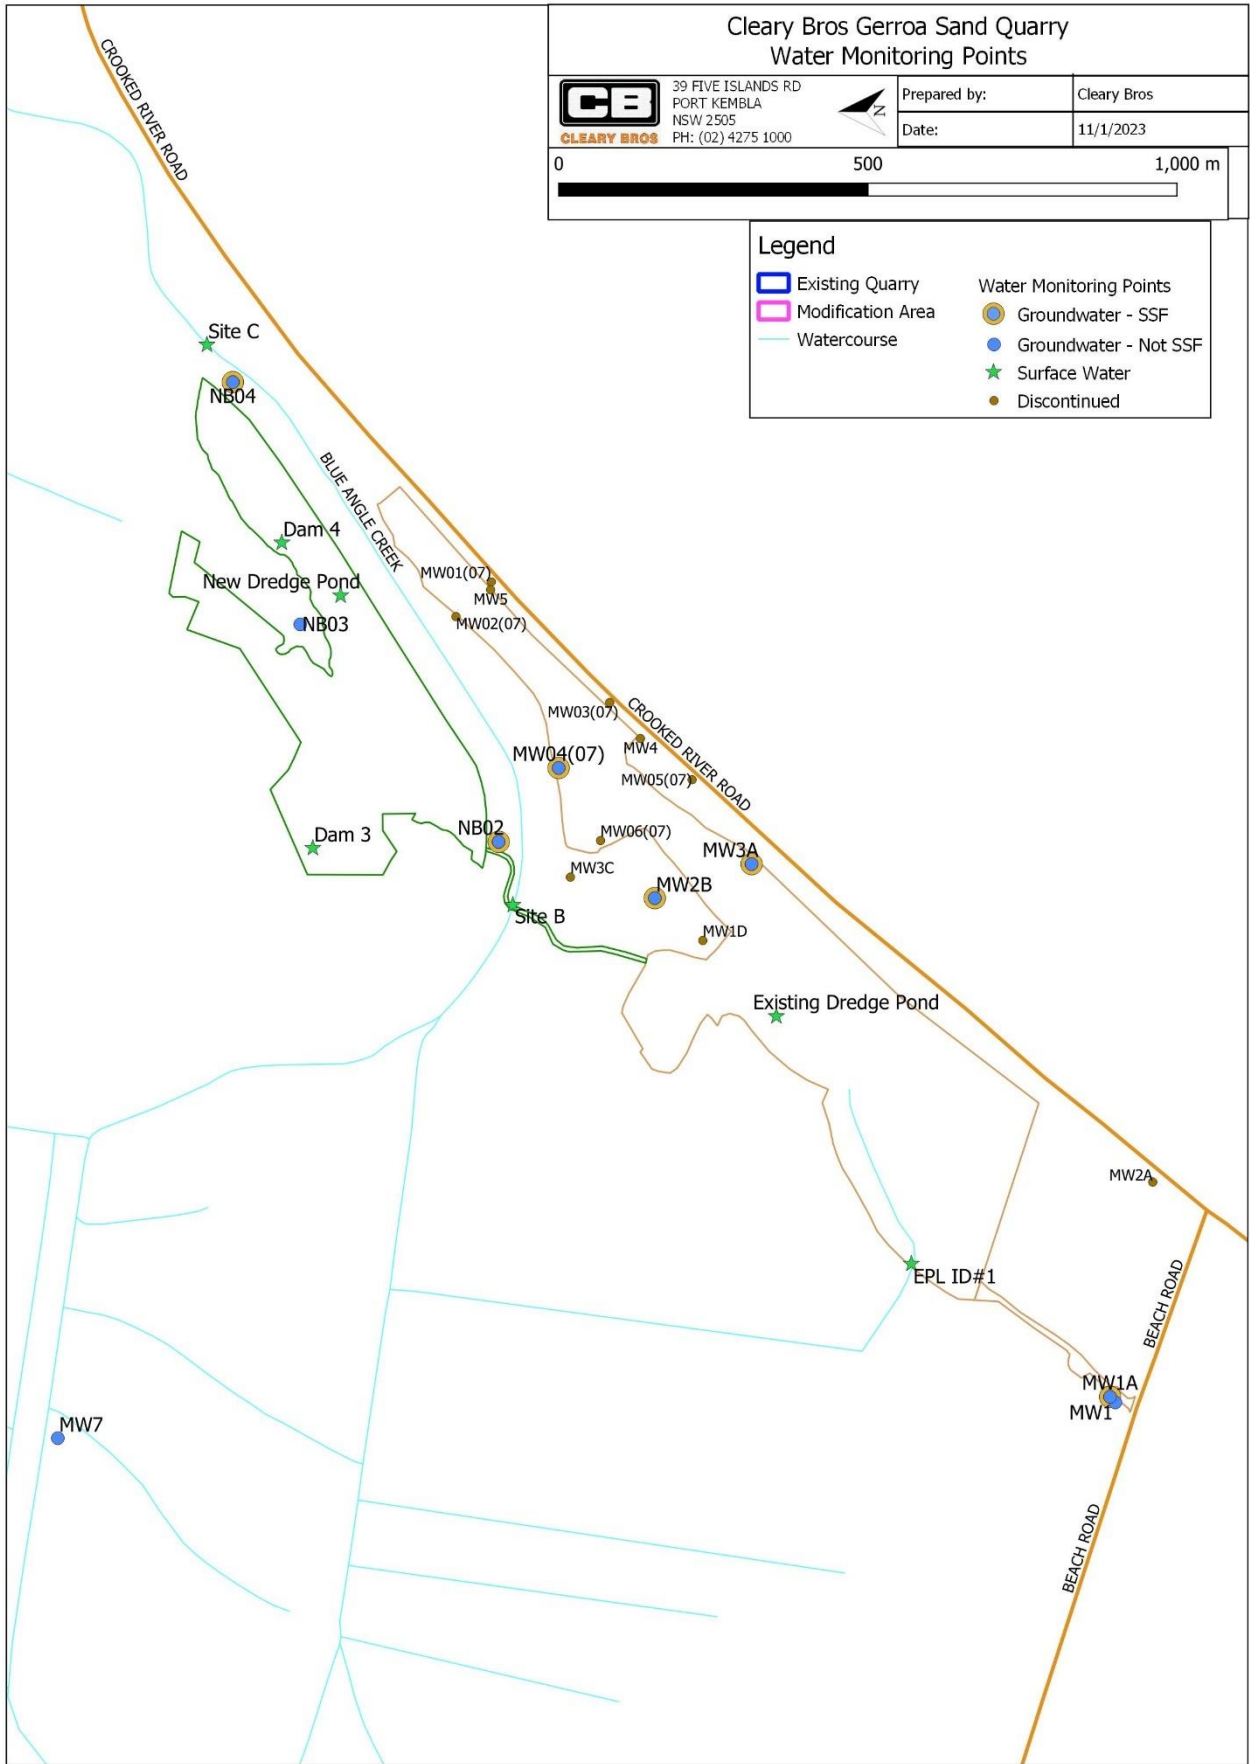 Cleary Bros Gerroa Sand Quarry
Water Monitoring Points
CB
CLEARY BROS
39 FIVE ISLANDS RD
PORT KEMBLA
NSW 2505
PH: (02) 4275 1000
N
Prepared by:
Cleary Bros
Date:
11/1/2023
0 500 1,000 m
Legend
Existing Quarry
Modification Area
Watercourse
Water Monitoring Points
Groundwater - SSF
Groundwater - Not SSF
Surface Water
Discontinued
CROOKED RIVER ROAD
Site C
NB04
BLUE ANGLE CREEK
Dam 4
New Dredge Pond
NB03
MW01(07)
MW5
MW02(07)
MW03(07)
CROOKED RIVER ROAD
MW4
MW04(07)
MW05(07)
NB02
MW06(07)
Dam 3
MW3A
MW3C
MW2B
Site B
MW1D
Existing Dredge Pond
MW2A
EPL ID#1
BEACH ROAD
MW1A
MW1
MW7
BEACH ROAD